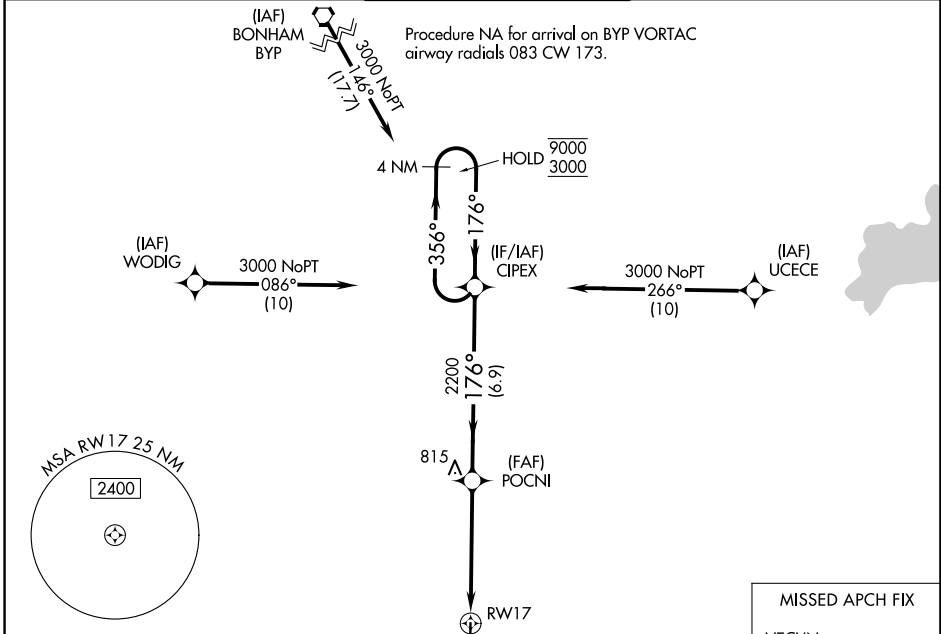 (IAF)
BONHAM
BYP
Procedure NA for arrival on BYP VORTAC
airway radials 083 CW 173.
3000 NoPT
146°
(17.7)
4 NM
HOLD
9000
3000
356°
176°
(IF/IAF)
CIPEX
(IAF)
WODIG
3000 NoPT
086°
(10)
3000 NoPT
266°
(10)
(IAF)
UCECE
2200
176°
(6.9)
MSA RW17 25 NM
2400
815
(FAF)
POCNI
RW17
MISSED APCH FIX